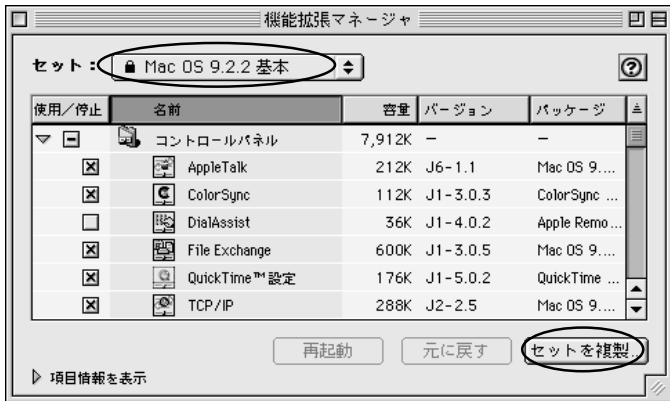 機能拡張マネージャ
セット： Mac OS 9.2.2 基本
使用／停止 名前 容量 バージョン パッケージ
コントロールパネル 7,912K – –
AppleTalk 212K J6-1.1 Mac OS 9....
ColorSync 112K J1-3.0.3 ColorSync ...
DialAssist 36K J1-4.0.2 Apple Remo...
File Exchange 600K J1-3.0.5 Mac OS 9....
QuickTime™設定 176K J1-5.0.2 QuickTime ...
TCP/IP 288K J2-2.5 Mac OS 9....
再起動 元に戻す セットを複製...
項目情報を表示